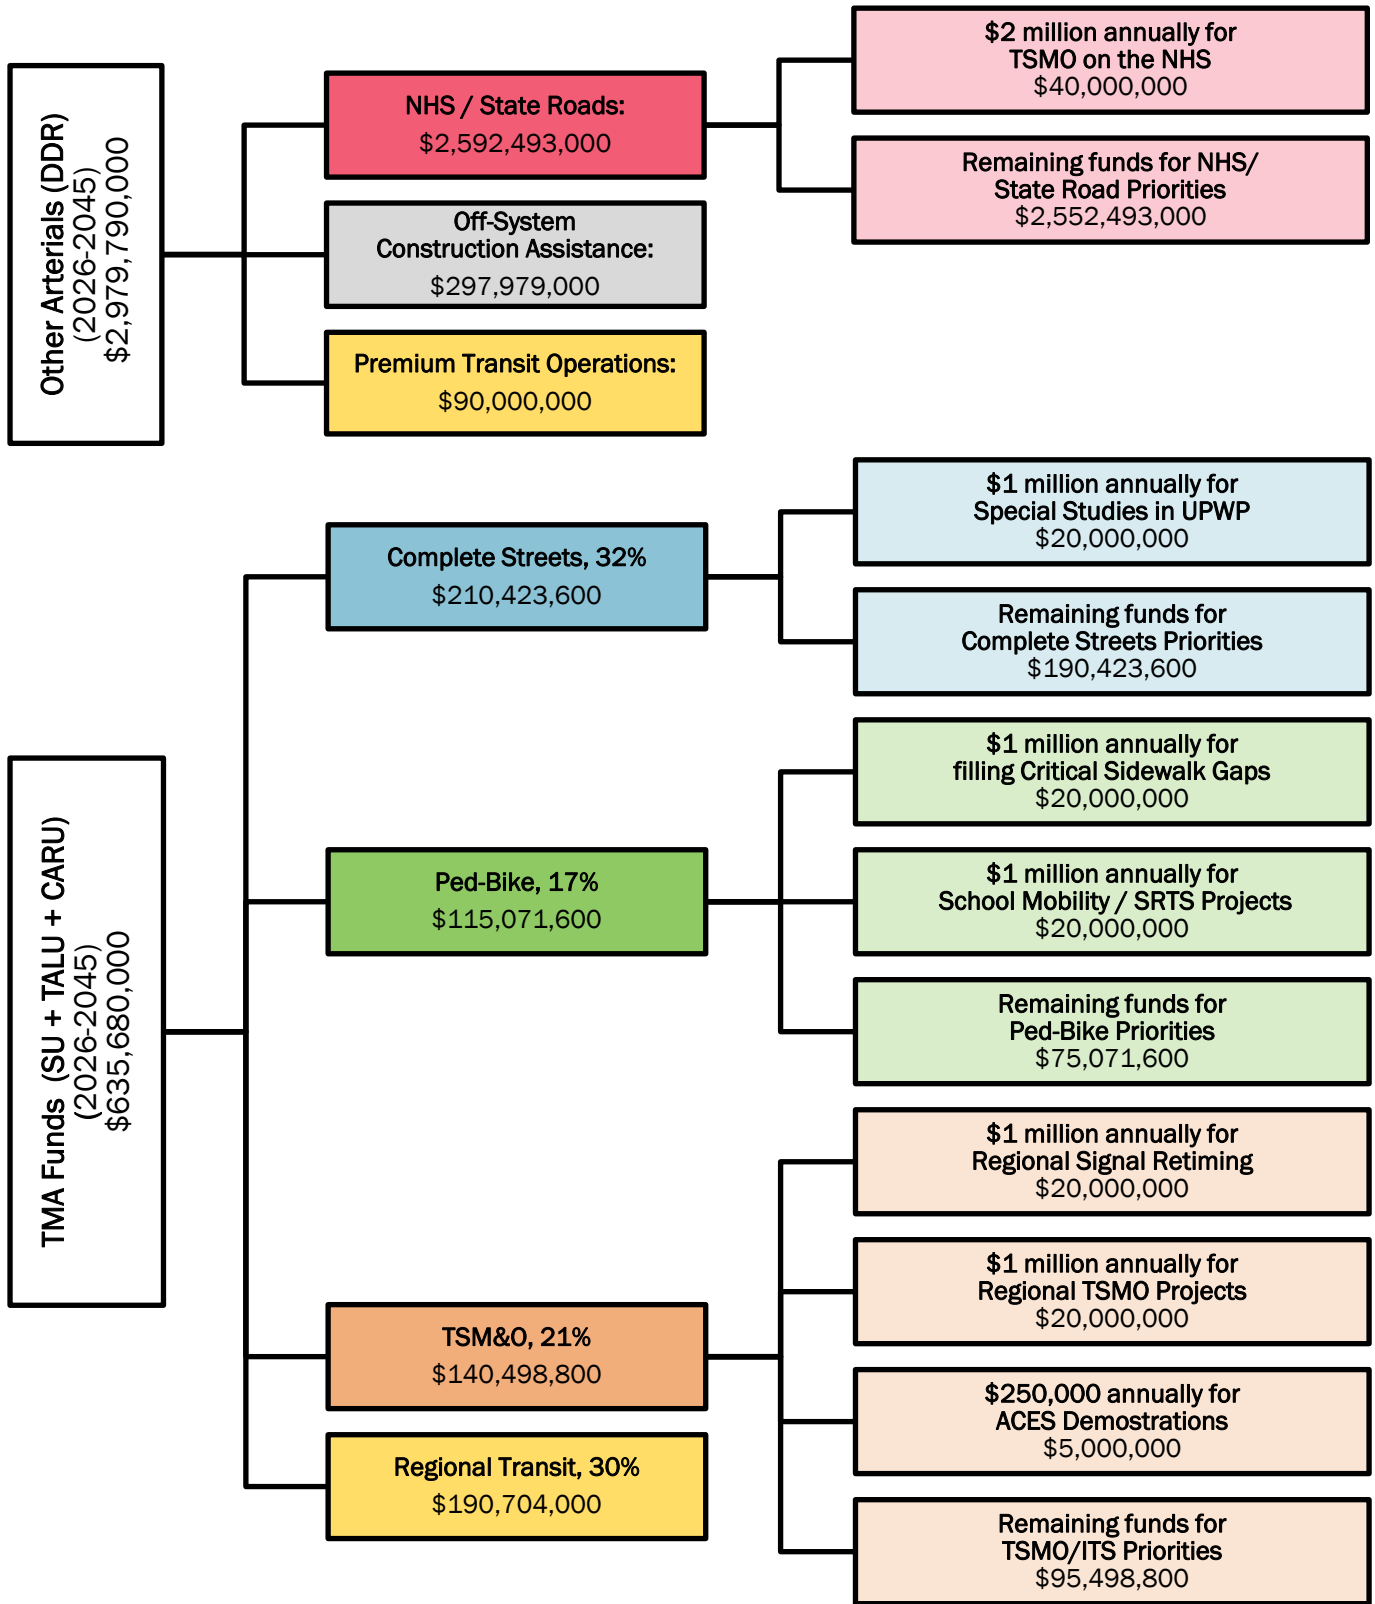 Other Arterials (DDR)
(2026-2045)
$2,979,790,000
NHS / State Roads:
$2,592,493,000
$2 million annually for
TSMO on the NHS
$40,000,000
Remaining funds for NHS/
State Road Priorities
$2,552,493,000
Off-System
Construction Assistance:
$297,979,000
Premium Transit Operations:
$90,000,000
TMA Funds  (SU + TALU + CARU)
(2026-2045)
$635,680,000
Complete Streets, 32%
$210,423,600
$1 million annually for
Special Studies in UPWP
$20,000,000
Remaining funds for
Complete Streets Priorities
$190,423,600
Ped-Bike, 17%
$115,071,600
$1 million annually for
filling Critical Sidewalk Gaps
$20,000,000
$1 million annually for
School Mobility / SRTS Projects
$20,000,000
Remaining funds for
Ped-Bike Priorities
$75,071,600
TSM&O, 21%
$140,498,800
$1 million annually for
Regional Signal Retiming
$20,000,000
$1 million annually for
Regional TSMO Projects
$20,000,000
$250,000 annually for
ACES Demostrations
$5,000,000
Remaining funds for
TSMO/ITS Priorities
$95,498,800
Regional Transit, 30%
$190,704,000